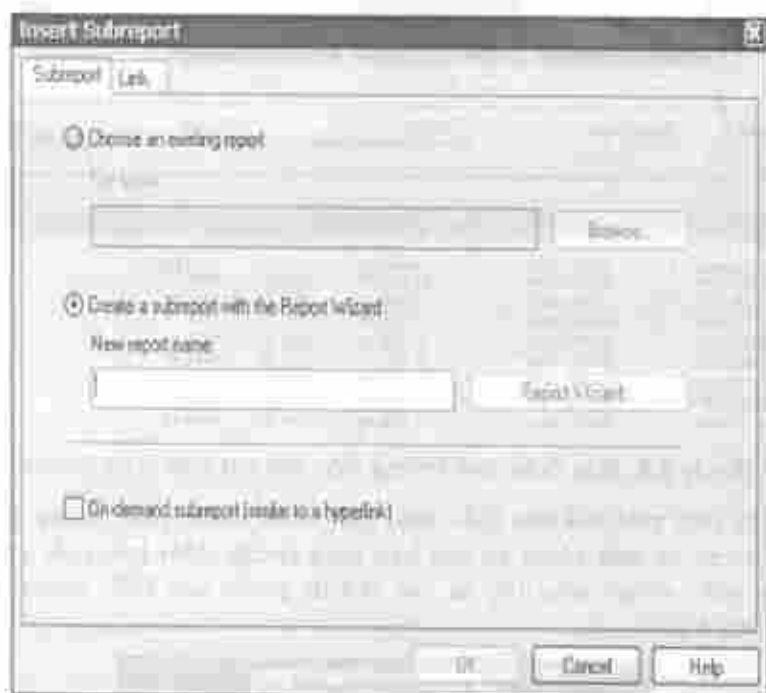 Insert Subreport
Subreport Link
Choose an existing report
Browse...
Create a subreport with the Report Wizard
New report name:
Report Wizard...
On-demand subreport (similar to a hyperlink)
OK Cancel Help